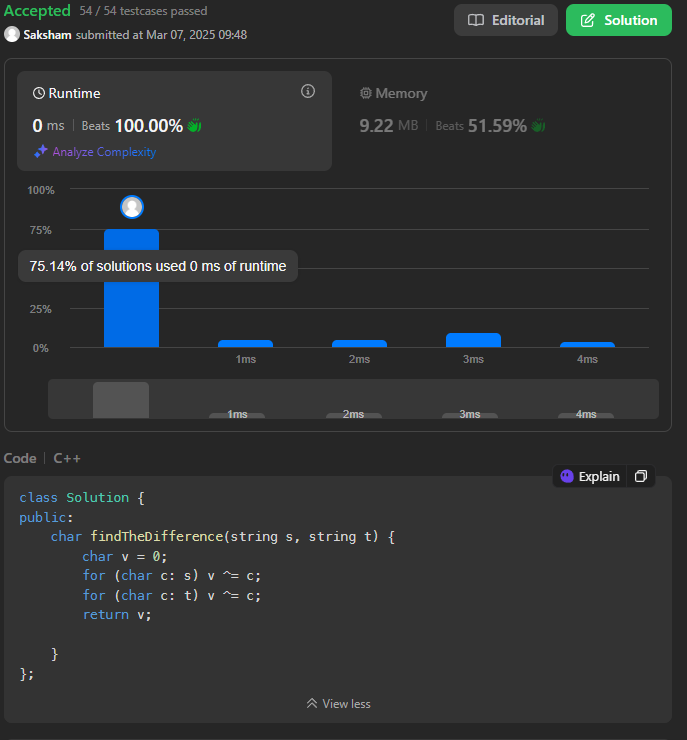 Accepted 54 / 54 testcases passed
Editorial
Solution
Saksham submitted at Mar 07, 2025 09:48
Runtime
0 ms | Beats 100.00%
Analyze Complexity
Memory
9.22 MB | Beats 51.59%
100%
75%
75.14% of solutions used 0 ms of runtime
25%
0%
1ms 2ms 3ms 4ms
1ms 2ms 3ms 4ms
Code | C++
Explain
class Solution {
public:
    char findTheDifference(string s, string t) {
        char v = 0;
        for (char c: s) v ^= c;
        for (char c: t) v ^= c;
        return v;
    }
};
View less